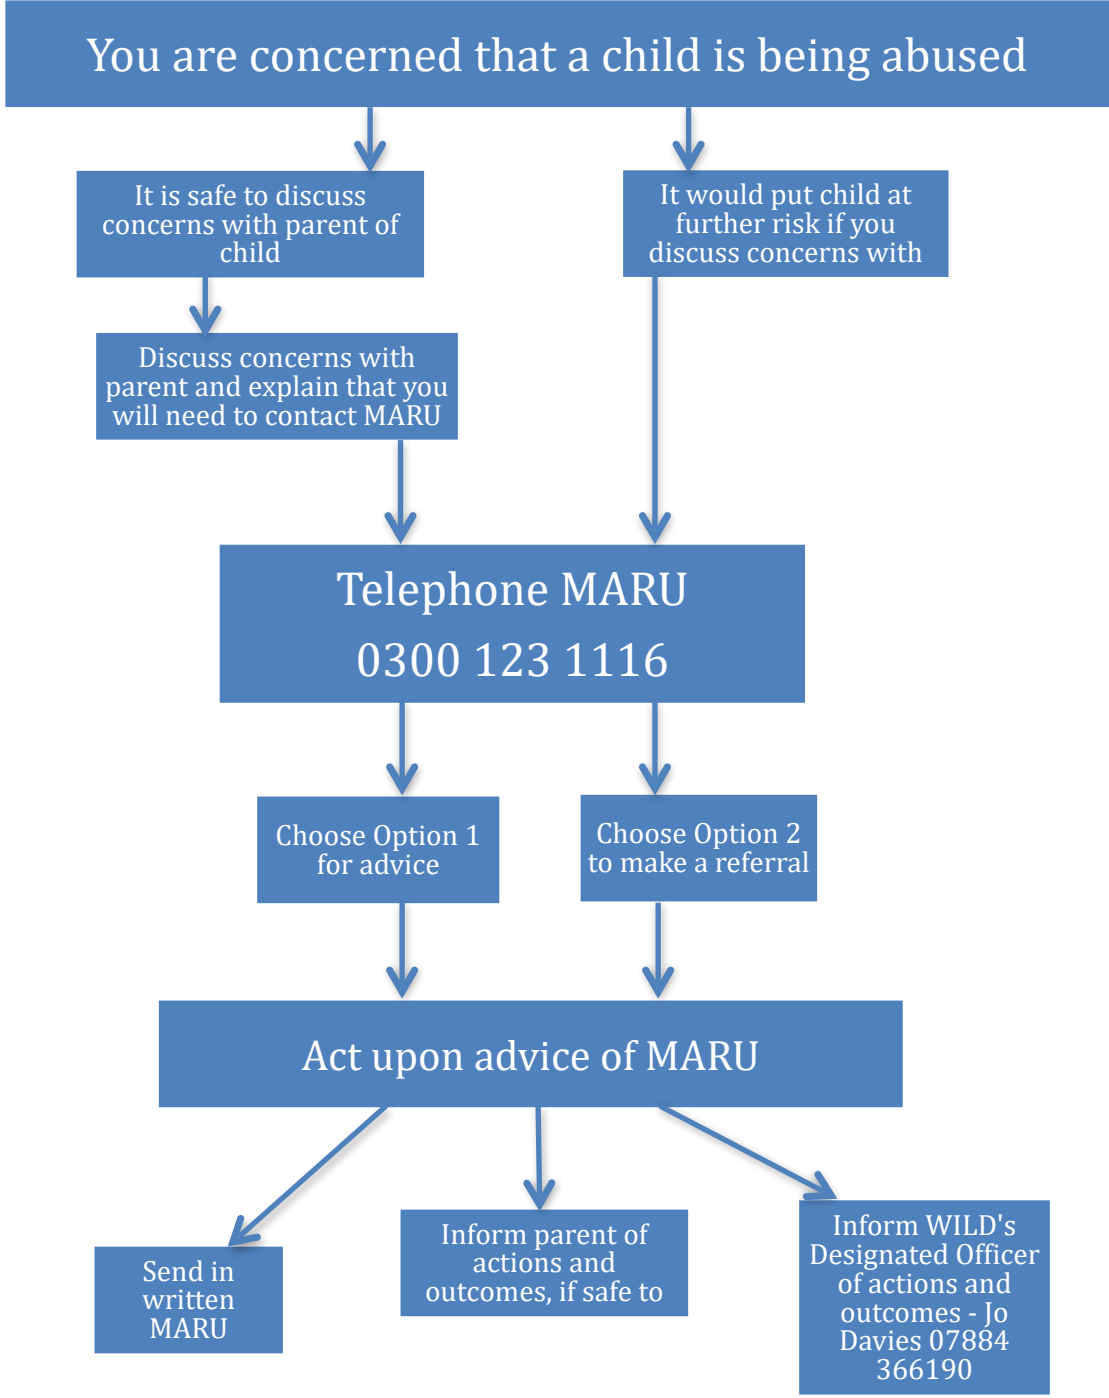 You are concerned that a child is being abused
It is safe to discuss
concerns with parent of
child
It would put child at
further risk if you
discuss concerns with
Discuss concerns with
parent and explain that you
will need to contact MARU
Telephone MARU
0300 123 1116
Choose Option 1
for advice
Choose Option 2
to make a referral
Act upon advice of MARU
Send in
written
MARU
Inform parent of
actions and
outcomes, if safe to
Inform WILD's
Designated Officer
of actions and
outcomes - Jo
Davies 07884
366190